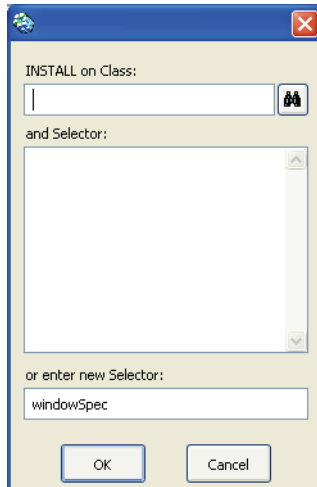 INSTALL on Class:
and Selector:
or enter new Selector:
windowSpec
OK
Cancel